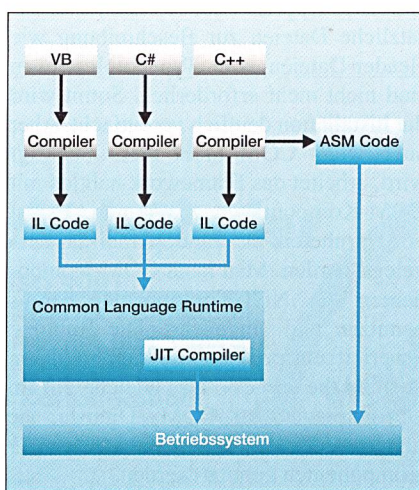 VB C# C++
Compiler Compiler Compiler ASM Code
IL Code IL Code IL Code
Common Language Runtime
JIT Compiler
Betriebssystem